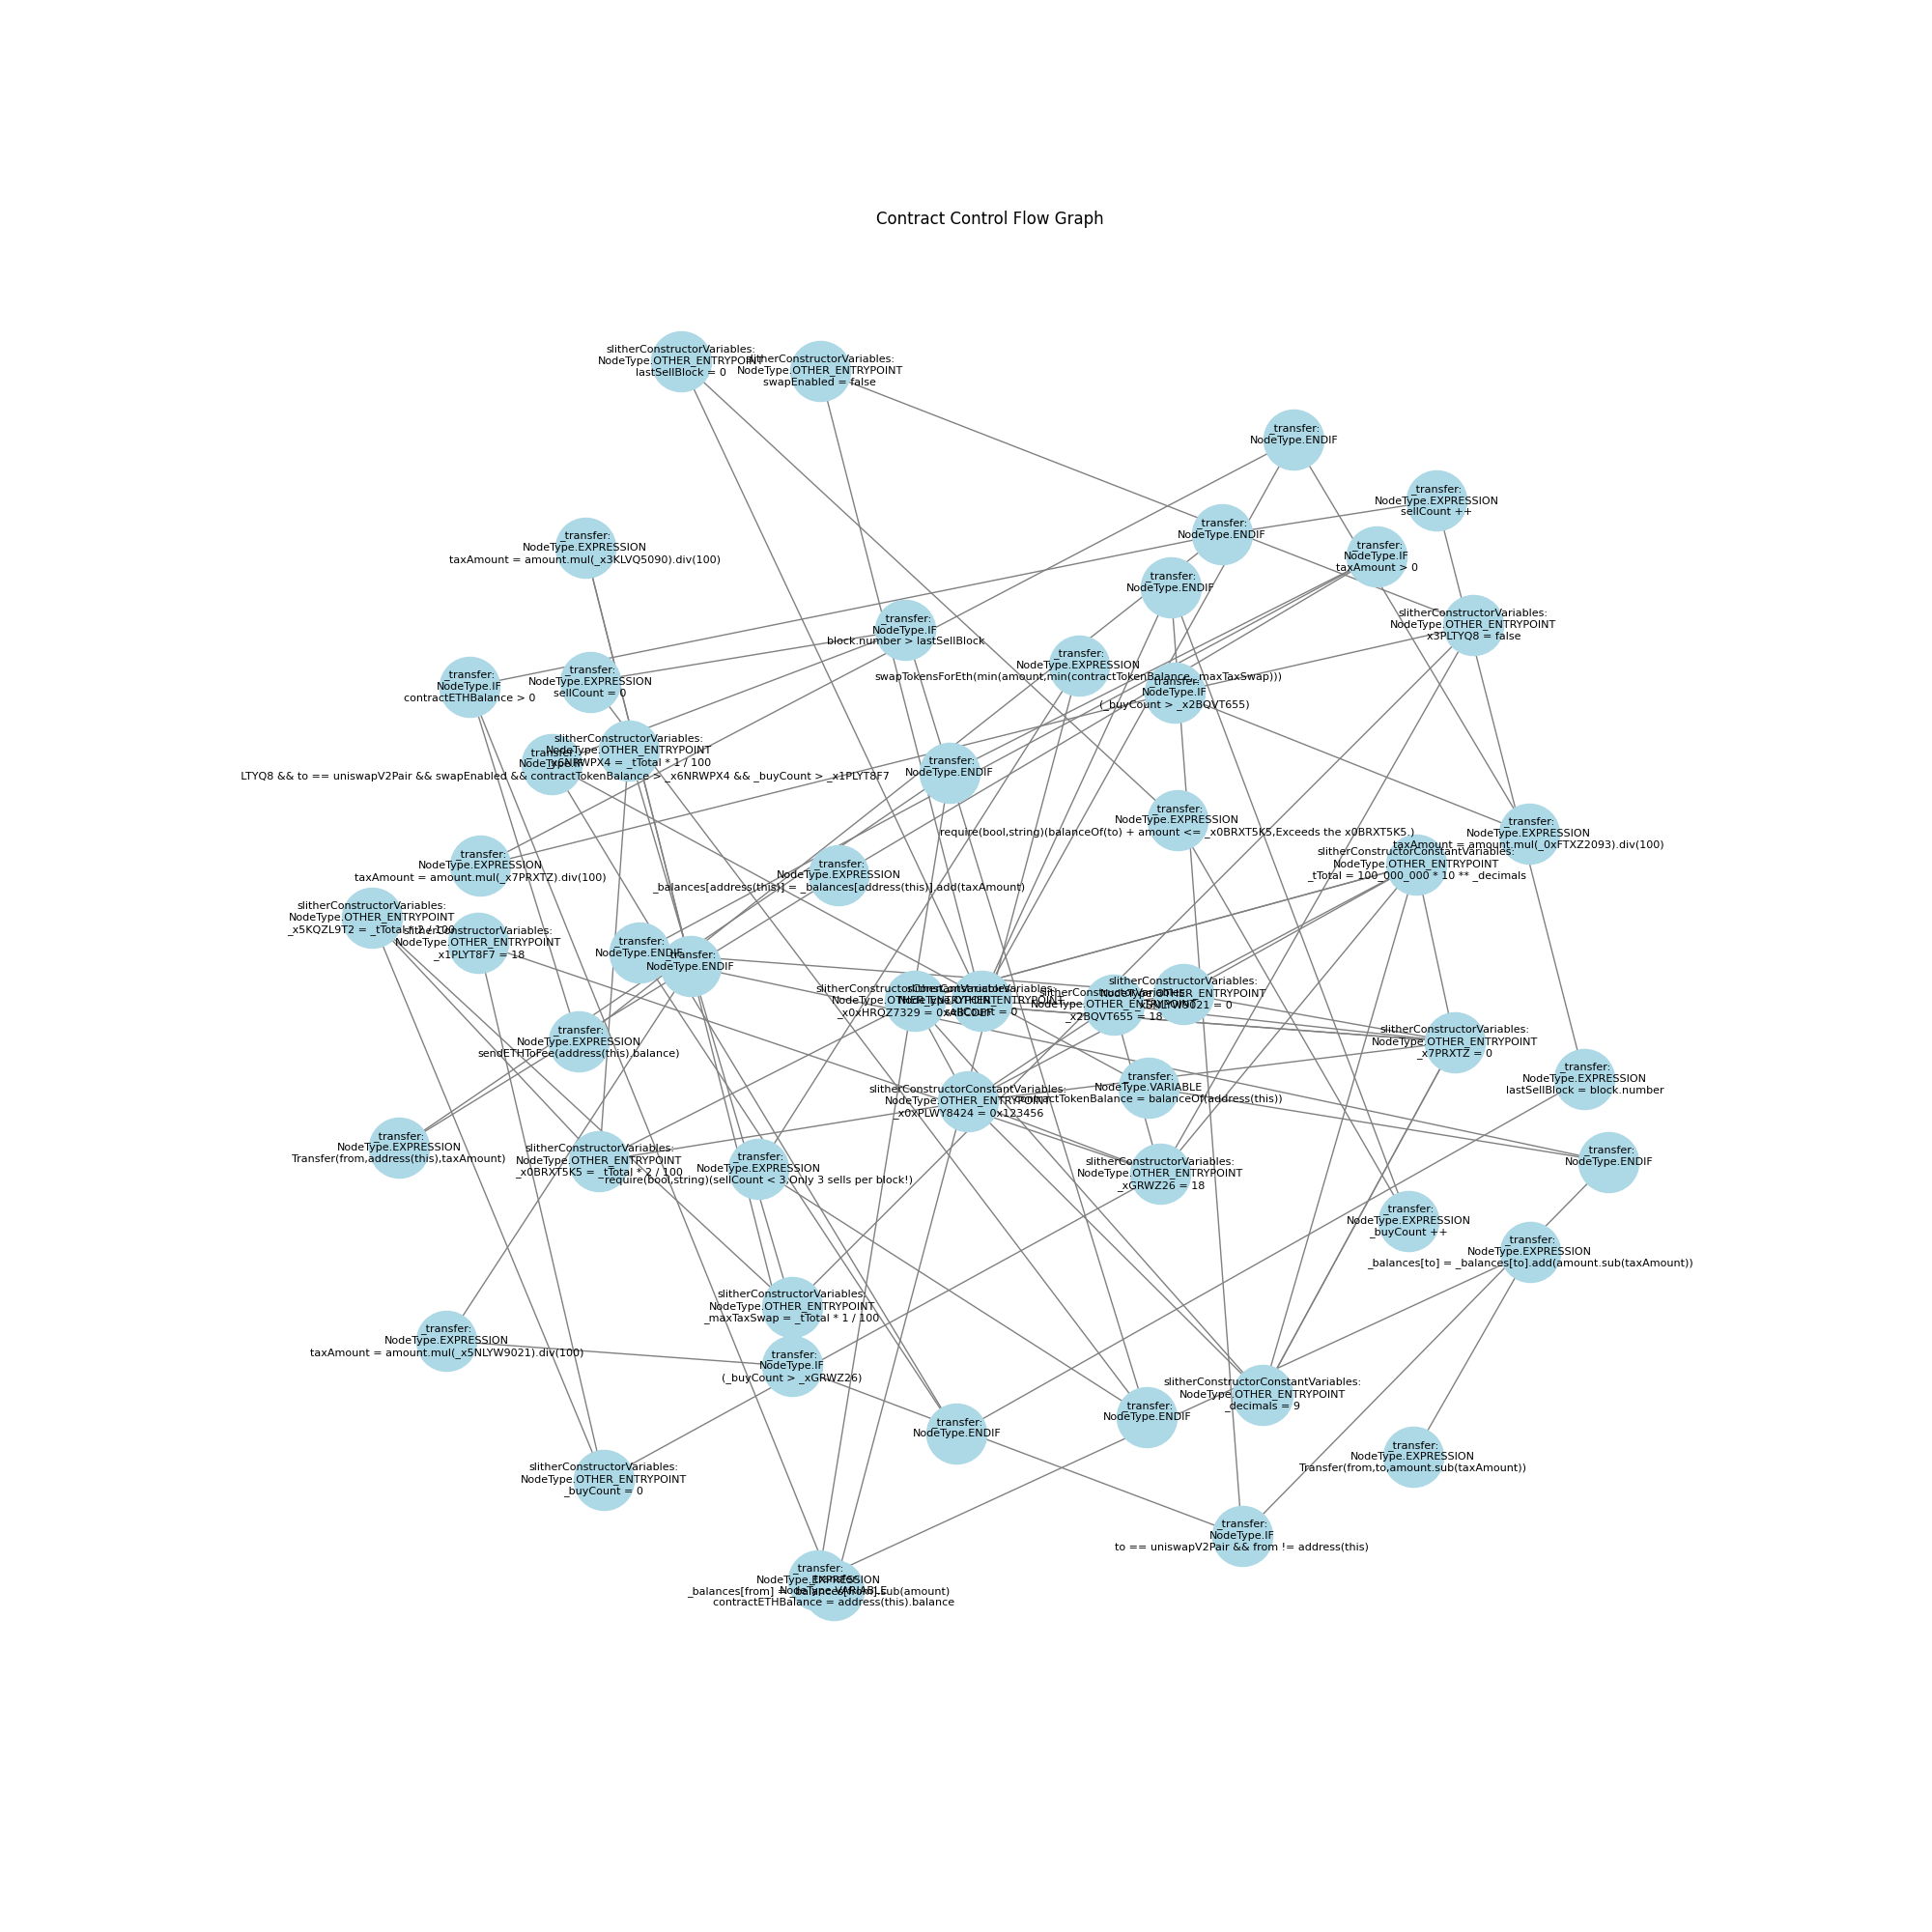 Contract Control Flow Graph
slitherConstructorVariables:
NodeType.OTHER_ENTRYPOINT
lastSellBlock = 0
slitherConstructorVariables:
NodeType.OTHER_ENTRYPOINT
swapEnabled = false
_transfer:
NodeType.ENDIF
_transfer:
NodeType.EXPRESSION
sellCount ++
_transfer:
NodeType.ENDIF
_transfer:
NodeType.EXPRESSION
taxAmount = amount.mul(_x3KLVQ5090).div(100)
_transfer:
NodeType.IF
taxAmount > 0
_transfer:
NodeType.ENDIF
slitherConstructorVariables:
NodeType.OTHER_ENTRYPOINT
x3PLTYQ8 = false
_transfer:
NodeType.IF
block.number > lastSellBlock
_transfer:
NodeType.EXPRESSION
swapTokensForEth(min(amount,min(contractTokenBalance,_maxTaxSwap)))
_transfer:
NodeType.EXPRESSION
sellCount = 0
_transfer:
NodeType.IF
contractETHBalance > 0
_transfer:
NodeType.IF
(_buyCount > _x2BQVT655)
slitherConstructorVariables:
NodeType.OTHER_ENTRYPOINT
_x6NRWPX4 = _tTotal * 1 / 100
_transfer:
NodeType.IF
LTYQ8 && to == uniswapV2Pair && swapEnabled && contractTokenBalance > _x6NRWPX4 && _buyCount > _x1PLYT8F7
_transfer:
NodeType.ENDIF
_transfer:
NodeType.EXPRESSION
require(bool,string)(balanceOf(to) + amount <= _x0BRXT5K5,Exceeds the x0BRXT5K5.)
_transfer:
NodeType.EXPRESSION
taxAmount = amount.mul(_0xFTXZ2093).div(100)
slitherConstructorConstantVariables:
NodeType.OTHER_ENTRYPOINT
_tTotal = 100_000_000 * 10 ** _decimals
_transfer:
NodeType.EXPRESSION
taxAmount = amount.mul(_x7PRXTZ).div(100)
_transfer:
NodeType.EXPRESSION
_balances[address(this)] = _balances[address(this)].add(taxAmount)
slitherConstructorVariables:
NodeType.OTHER_ENTRYPOINT
_x5KQZL9T2 = _tTotal * 2 / 100
slitherConstructorVariables:
NodeType.OTHER_ENTRYPOINT
_x1PLYT8F7 = 18
_transfer:
NodeType.ENDIF
_transfer:
NodeType.ENDIF
slitherConstructorConstantVariables:
NodeType.OTHER_ENTRYPOINT
_x0xHRQZ7329 = 0xABCDEF
slitherConstructorVariables:
NodeType.OTHER_ENTRYPOINT
sellCount = 0
slitherConstructorVariables:
NodeType.OTHER_ENTRYPOINT
_x2BQVT655 = 18
slitherConstructorVariables:
NodeType.OTHER_ENTRYPOINT
_x5NLYW9021 = 0
_transfer:
NodeType.EXPRESSION
sendETHToFee(address(this).balance)
slitherConstructorVariables:
NodeType.OTHER_ENTRYPOINT
_x7PRXTZ = 0
_transfer:
NodeType.EXPRESSION
lastSellBlock = block.number
_transfer:
NodeType.VARIABLE
contractTokenBalance = balanceOf(address(this))
slitherConstructorConstantVariables:
NodeType.OTHER_ENTRYPOINT
_x0xPLWY8424 = 0x123456
_transfer:
NodeType.EXPRESSION
Transfer(from,address(this),taxAmount)
slitherConstructorVariables:
NodeType.OTHER_ENTRYPOINT
_x0BRXT5K5 = _tTotal * 2 / 100
_transfer:
NodeType.EXPRESSION
require(bool,string)(sellCount < 3,Only 3 sells per block!)
slitherConstructorVariables:
NodeType.OTHER_ENTRYPOINT
_xGRWZ26 = 18
_transfer:
NodeType.ENDIF
_transfer:
NodeType.EXPRESSION
_buyCount ++
_transfer:
NodeType.EXPRESSION
_balances[to] = _balances[to].add(amount.sub(taxAmount))
slitherConstructorVariables:
NodeType.OTHER_ENTRYPOINT
_maxTaxSwap = _tTotal * 1 / 100
_transfer:
NodeType.EXPRESSION
taxAmount = amount.mul(_x5NLYW9021).div(100)
_transfer:
NodeType.IF
(_buyCount > _xGRWZ26)
slitherConstructorConstantVariables:
NodeType.OTHER_ENTRYPOINT
_decimals = 9
_transfer:
NodeType.ENDIF
_transfer:
NodeType.ENDIF
_transfer:
NodeType.EXPRESSION
Transfer(from,to,amount.sub(taxAmount))
slitherConstructorVariables:
NodeType.OTHER_ENTRYPOINT
_buyCount = 0
_transfer:
NodeType.IF
to == uniswapV2Pair && from != address(this)
_transfer:
NodeType.EXPRESSION
_balances[from] = _balances[from].sub(amount)
NodeType.VARIABLE
contractETHBalance = address(this).balance